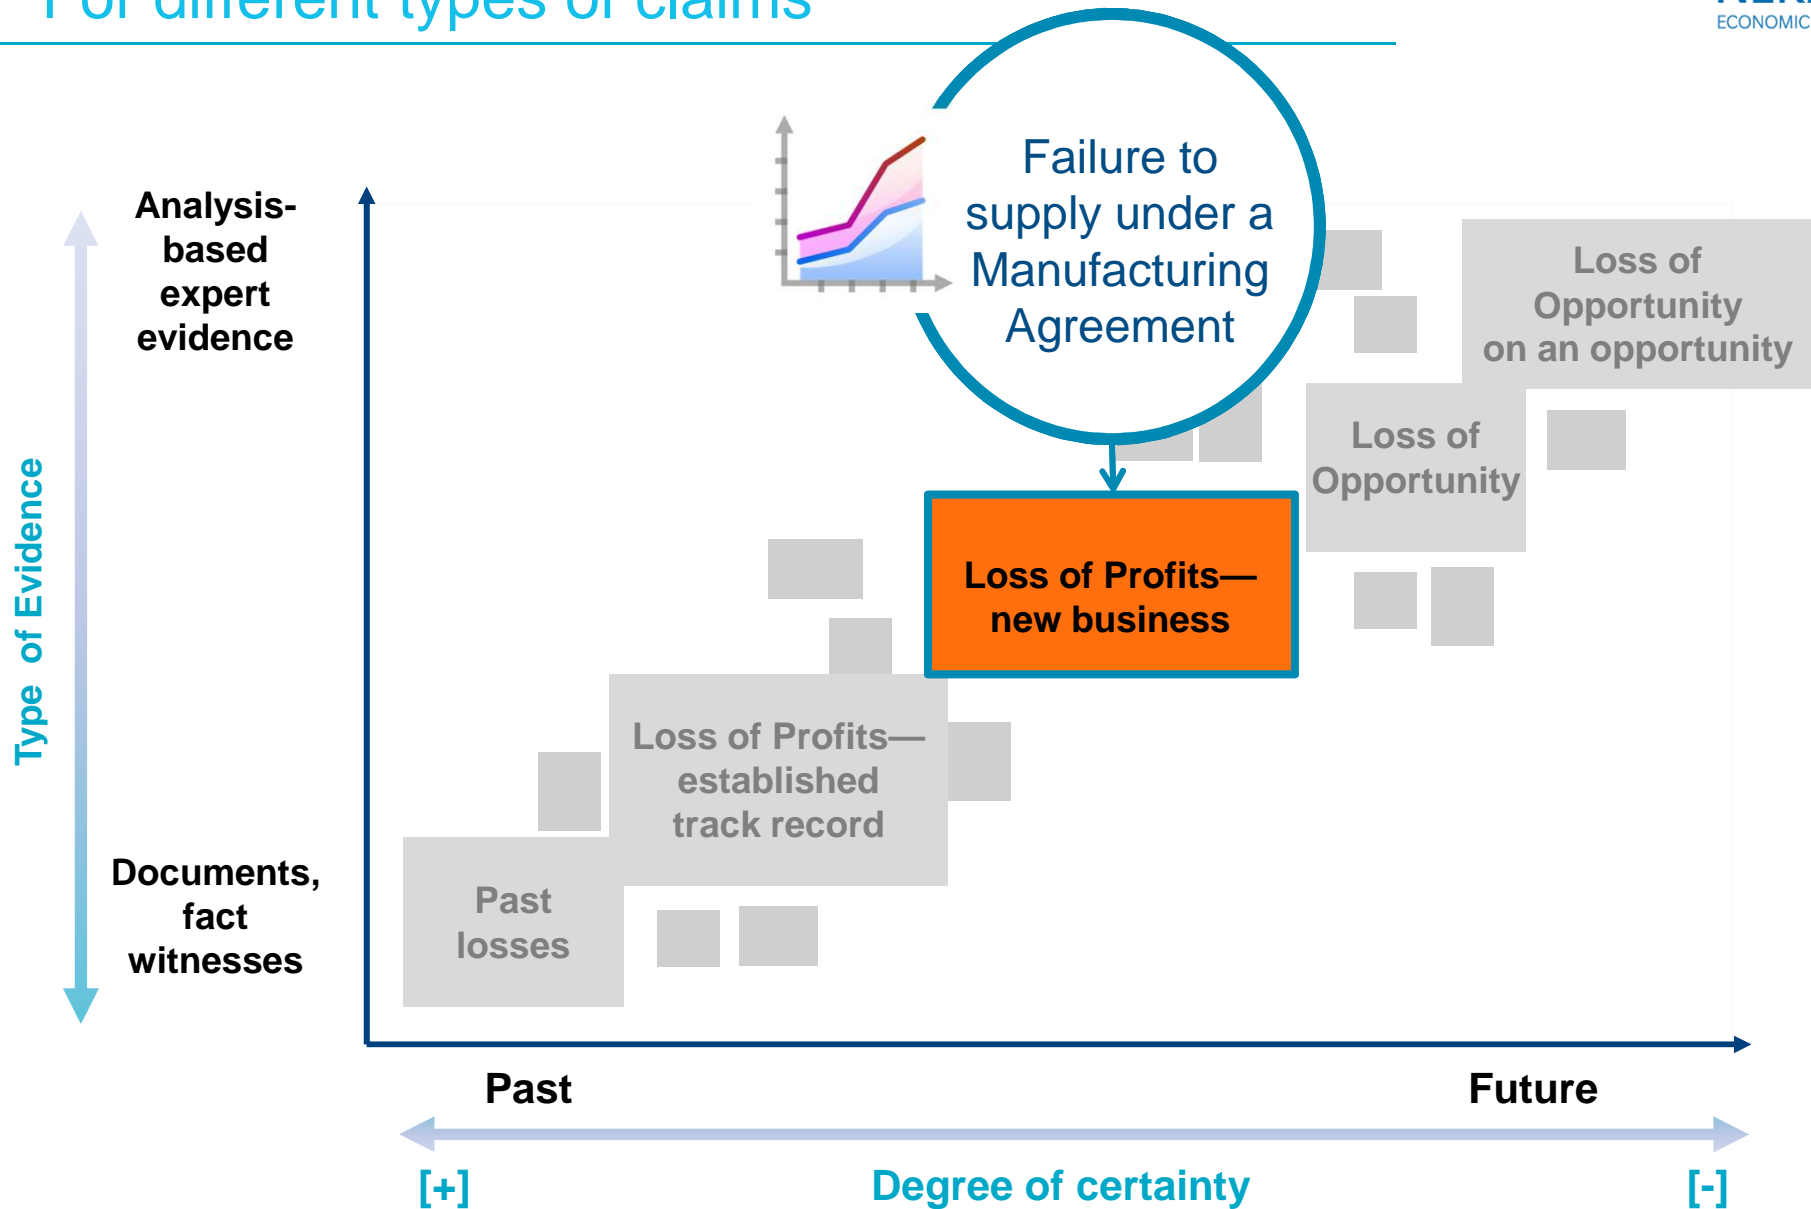 For different types of claims
ECONOMIC
Failure to
supply under a
Manufacturing
Agreement
Analysis-
based
expert
evidence
Loss of
Opportunity
on an opportunity
Loss of
Opportunity
Loss of Profits—
new business
Type of Evidence
Loss of Profits—
established
track record
Documents,
fact
witnesses
Past
losses
Past
Future
[+]
Degree of certainty
[-]